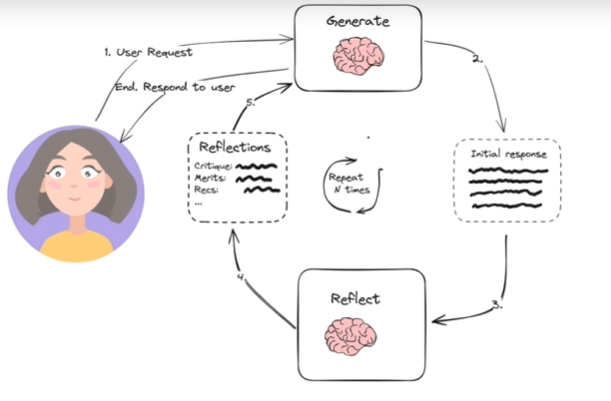 Generate
1. User Request
2.
End. Respond to user
5.
Reflections
Critique:
Merits:
Recs:
...
Repeat
N times
Initial response
4.
3.
Reflect